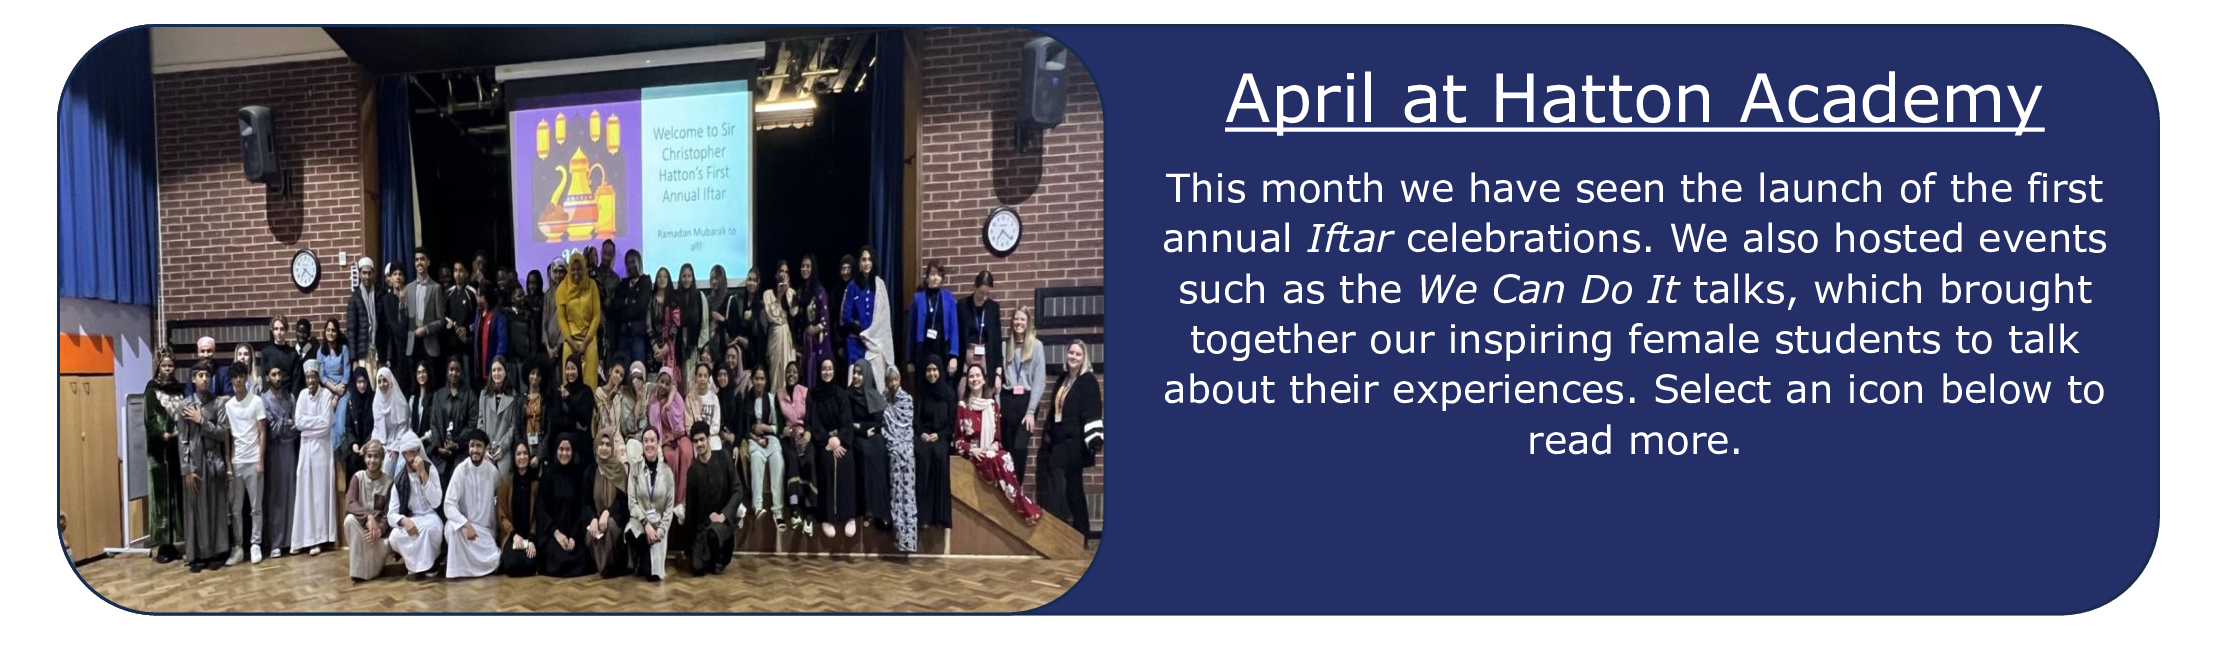 Welcome to Sir
Christopher
Hatton's First
Annual Iftar
Ramadan Mubarak to
all!
April at Hatton Academy
This month we have seen the launch of the first
annual Iftar celebrations. We also hosted events
such as the We Can Do It talks, which brought
together our inspiring female students to talk
about their experiences. Select an icon below to
read more.